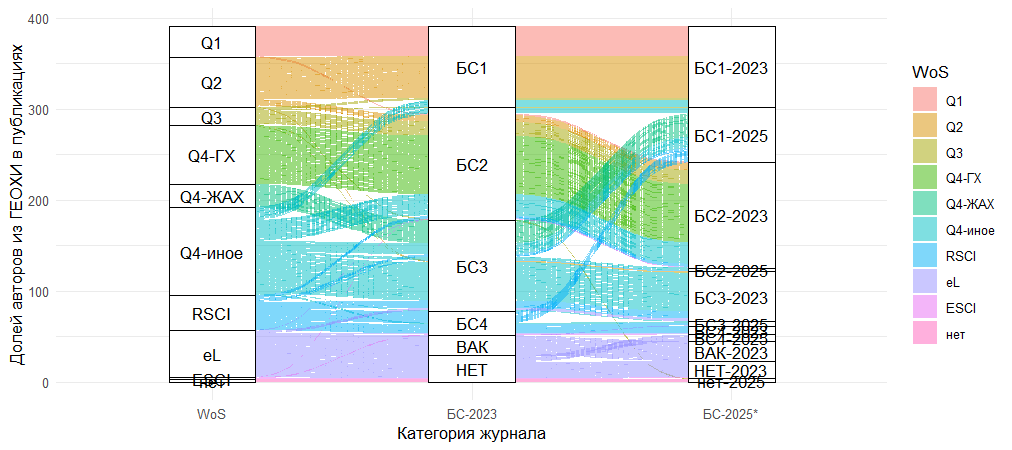 Долей авторов из ГЕОХИ в публикациях
400
300
200
100
0
Q1
Q2
Q3
Q4-ГХ
Q4-ЖАХ
Q4-иное
RSCI
eL
ESCI
нет
БС1
БС2
БС3
БС4
ВАК
НЕТ
БС1-2023
БС1-2025
БС2-2023
БС2-2025
БС3-2023
БС3-2025
ВАК-2023
НЕТ-2023
нет-2025
WoS
БС-2023
БС-2025*
Категория журнала
WoS
Q1
Q2
Q3
Q4-ГХ
Q4-ЖАХ
Q4-иное
RSCI
eL
ESCI
нет